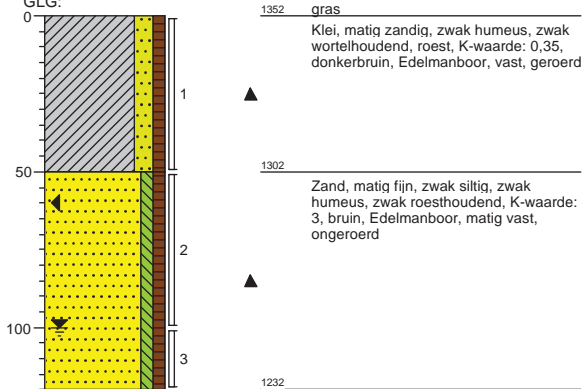 GLG:
0
1352
gras
Klei, matig zandig, zwak humeus, zwak
wortelhoudend, roest, K-waarde: 0,35,
donkerbruin, Edelmanboor, vast, geroerd
1
50
1302
Zand, matig fijn, zwak siltig, zwak
humeus, zwak roesthoudend, K-waarde:
3, bruin, Edelmanboor, matig vast,
ongeroerd
2
100
3
1232